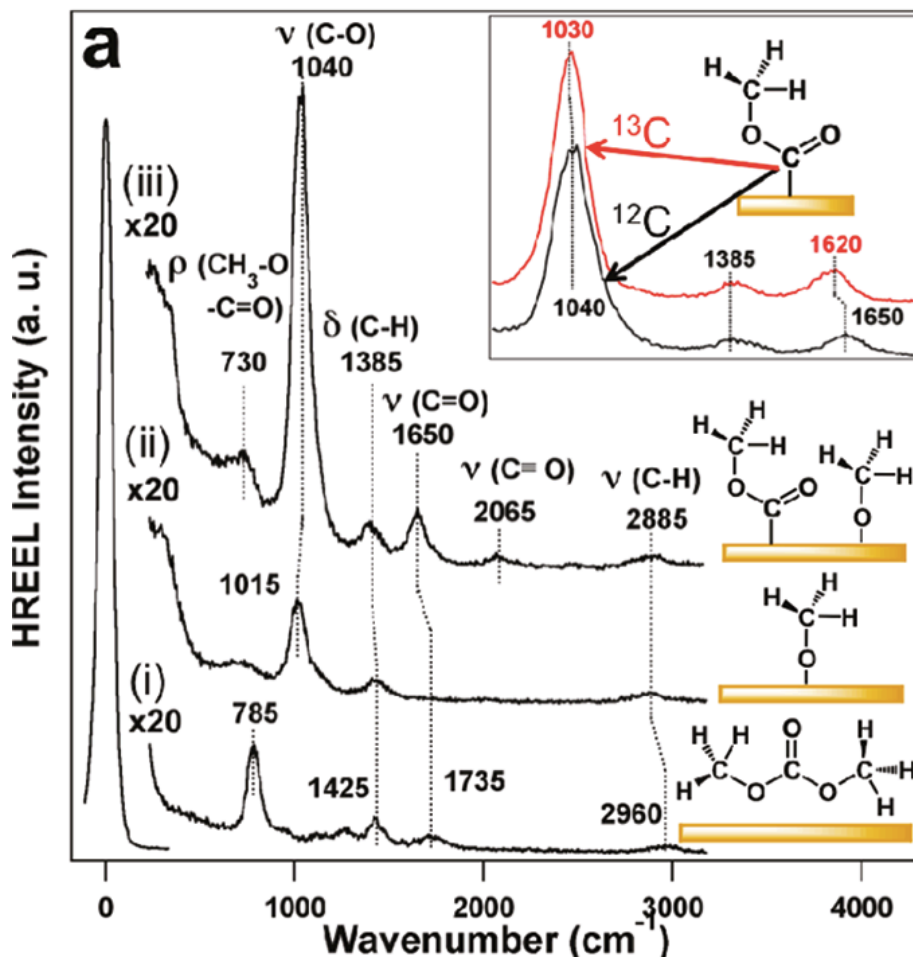 a
ν (C-O)
1040
(iii)
x20
ρ (CH3-O
-C=O)
730
δ (C-H)
1385
ν (C=O)
1650
ν (C≡O)
2065
ν (C-H)
2885
(ii)
x20
1015
(i)
x20
785
1425
1735
2960
1030
13C
12C
1040
1385
1620
1650
H H
C H
O
C O
H H
C H
O
C O
H H
C H
O
H H
C H
O
H H O H
H C O C O C H
H
HREEL Intensity (a. u.)
0 1000 2000 3000 4000
Wavenumber (cm-1)